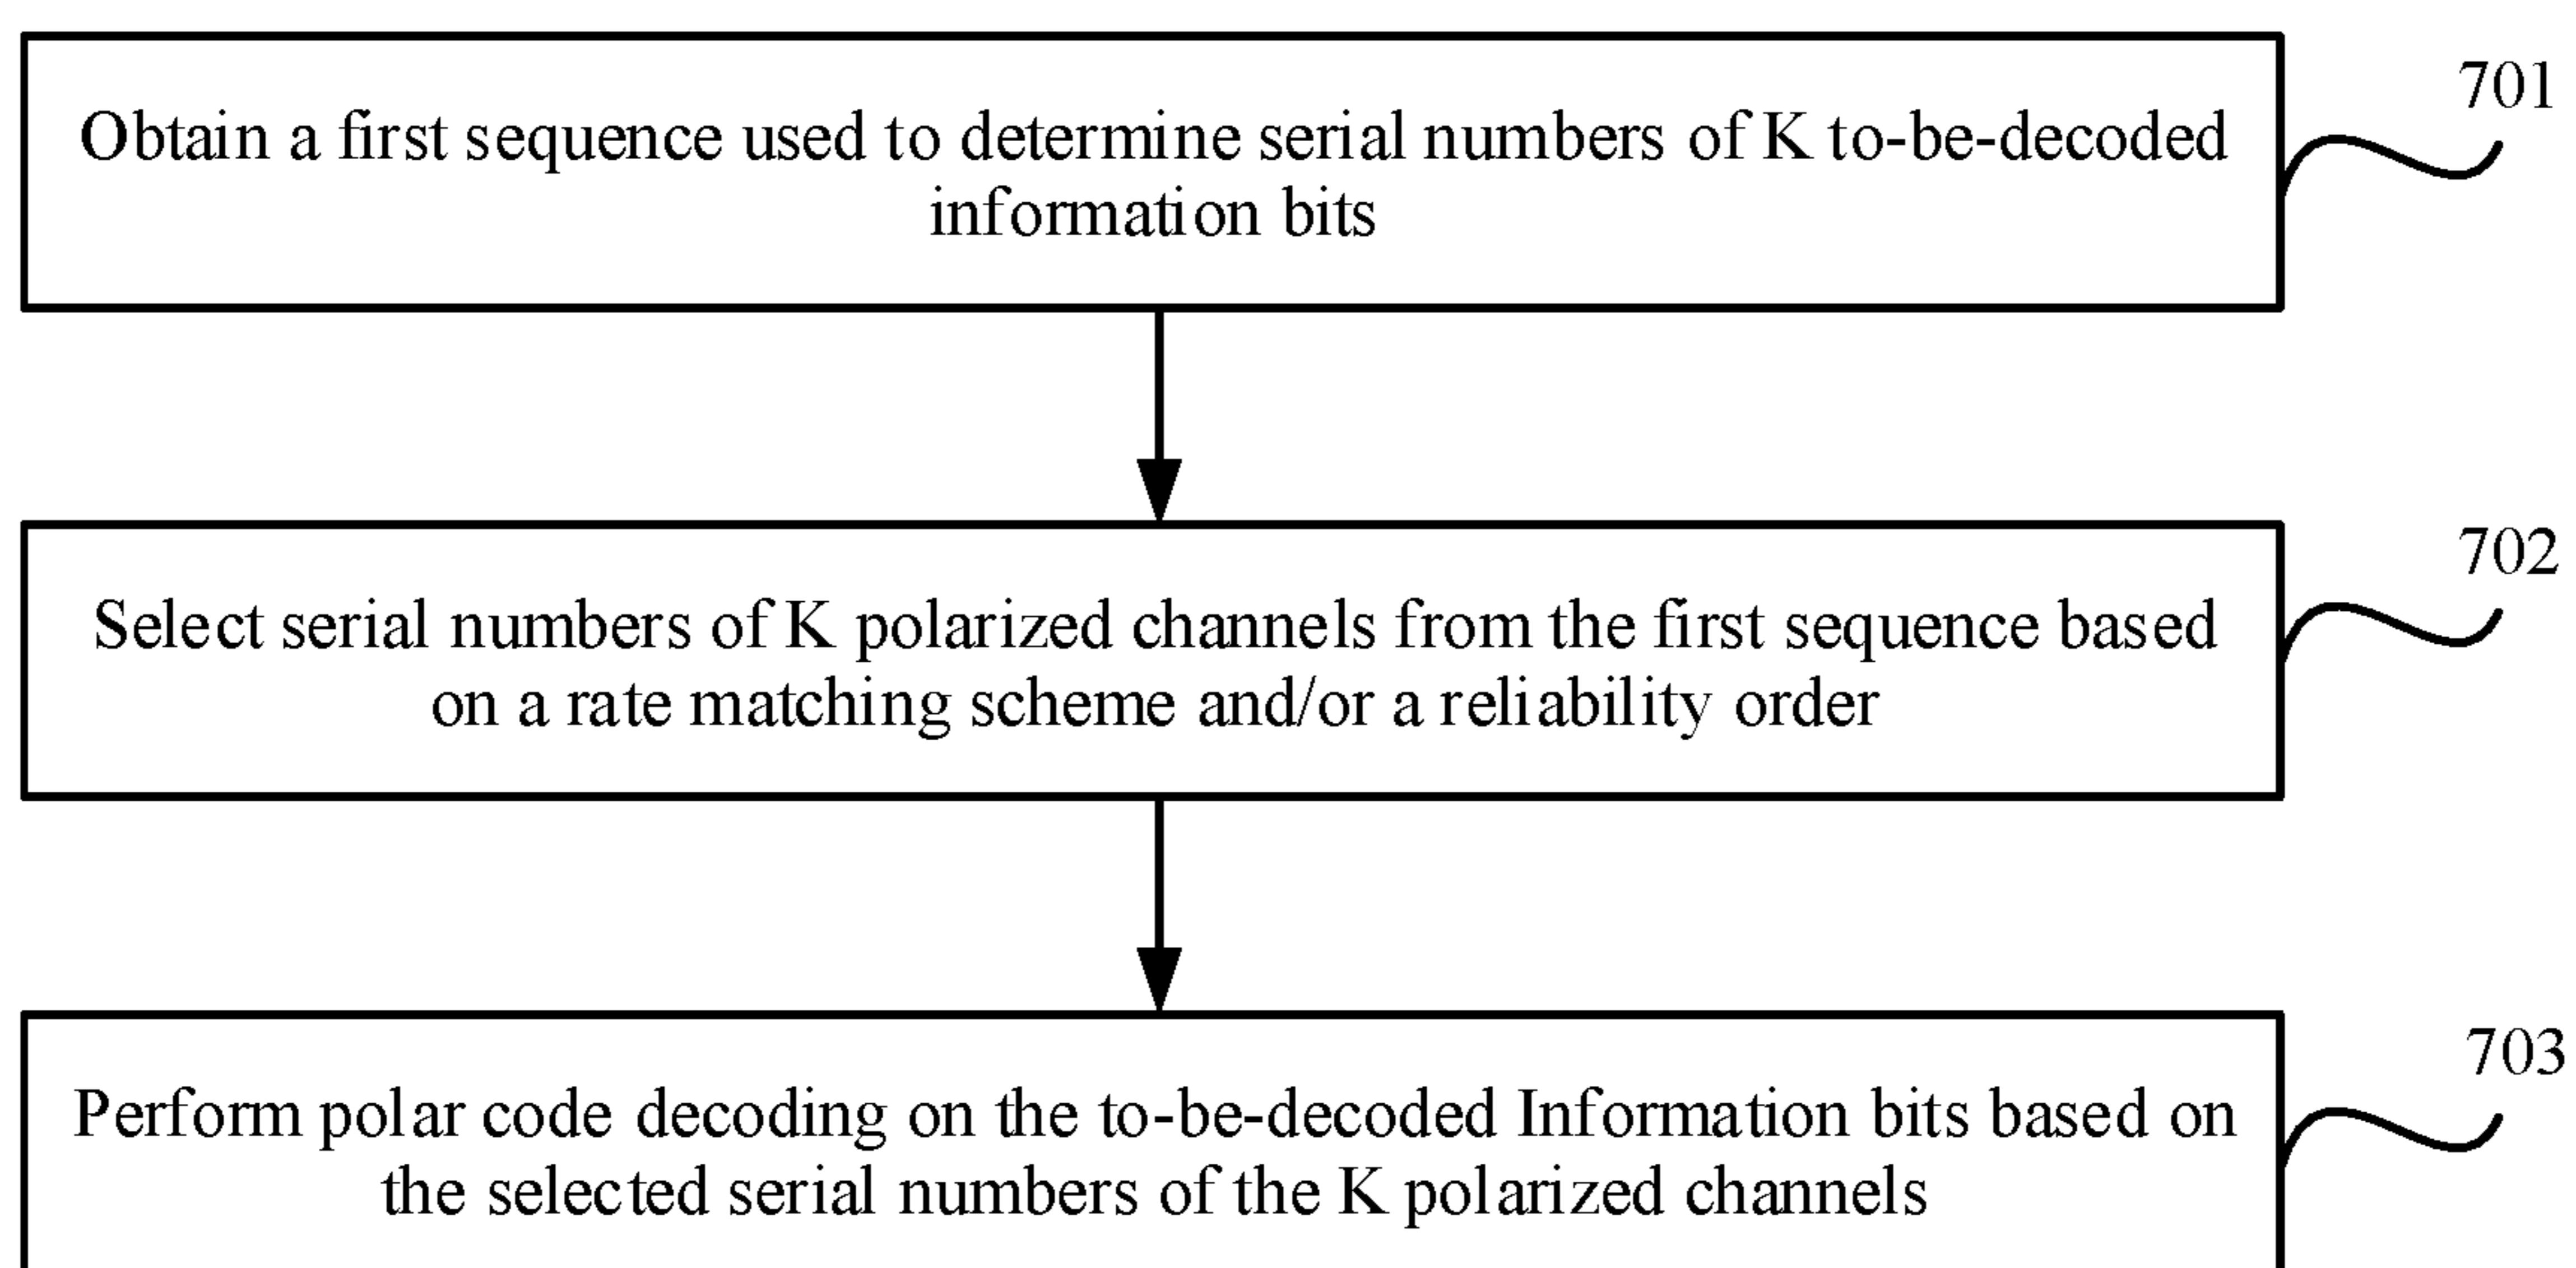 701
Obtain a first sequence used to determine serial numbers of K to-be-decoded
information bits
702
Select serial numbers of K polarized channels from the first sequence based
on a rate matching scheme and/or a reliability order
703
Perform polar code decoding on the to-be-decoded Information bits based on
the selected serial numbers of the K polarized channels